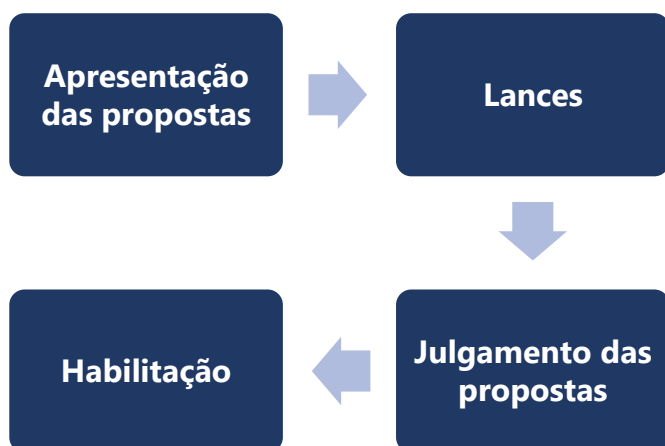 Apresentação
das propostas
Lances
Julgamento das
propostas
Habilitação